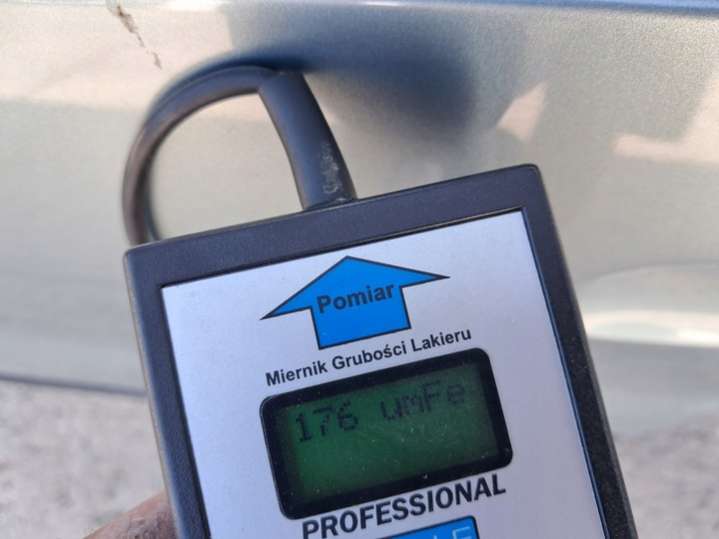 Pomiar
Miernik Grubości Lakieru
176 umFe
PROFESSIONAL